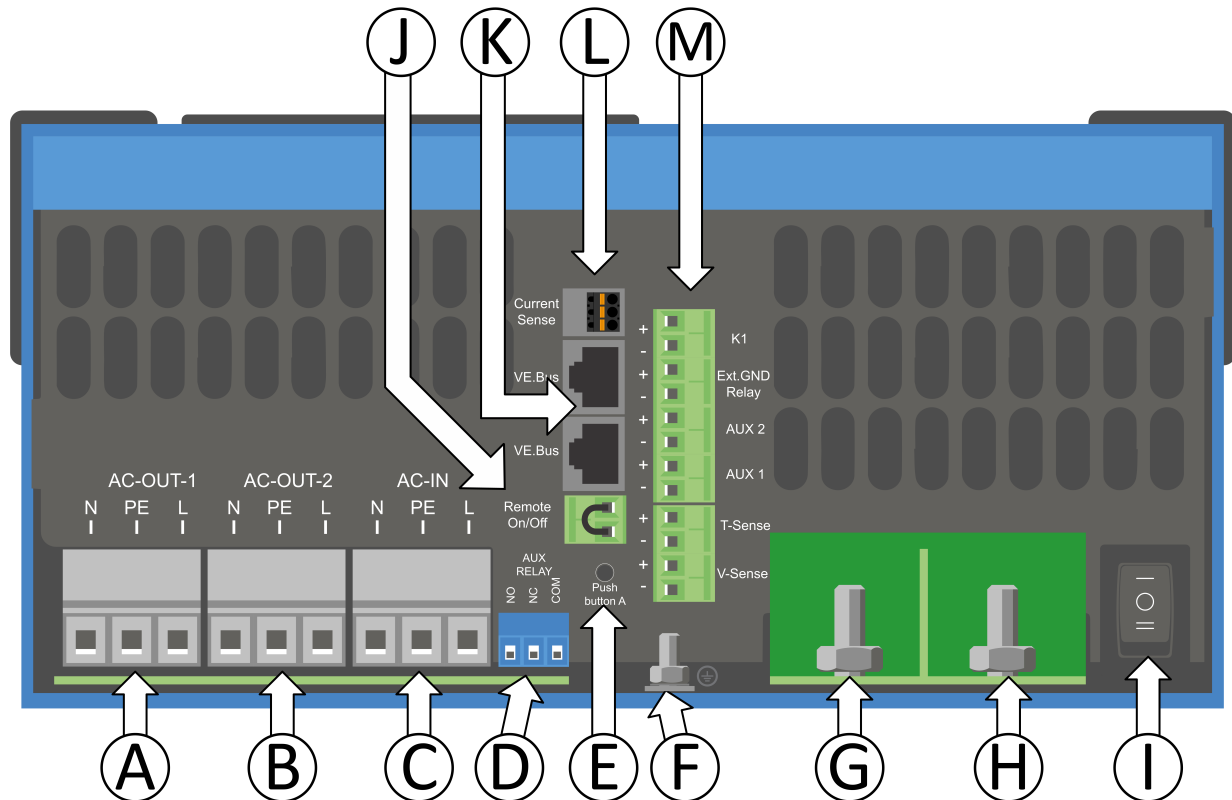 J K L M
Current
Sense
+ K1
-
VE.Bus
+ Ext.GND
- Relay
+ AUX 2
-
VE.Bus
+ AUX 1
-
AC-OUT-1 AC-OUT-2 AC-IN
N PE L N PE L N PE L
Remote
On/Off
+ T-Sense
-
+ V-Sense
-
AUX
RELAY
NO NC COM
Push
button A
A B C D E F G H I